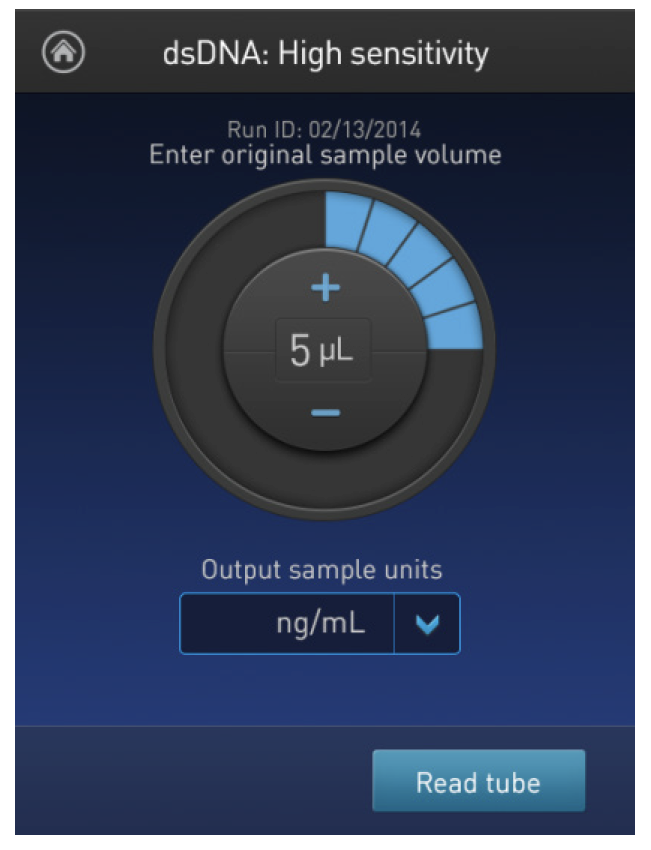 dsDNA: High sensitivity
Run ID: 02/13/2014
Enter original sample volume
+
5 µL
−
Output sample units
ng/mL
Read tube